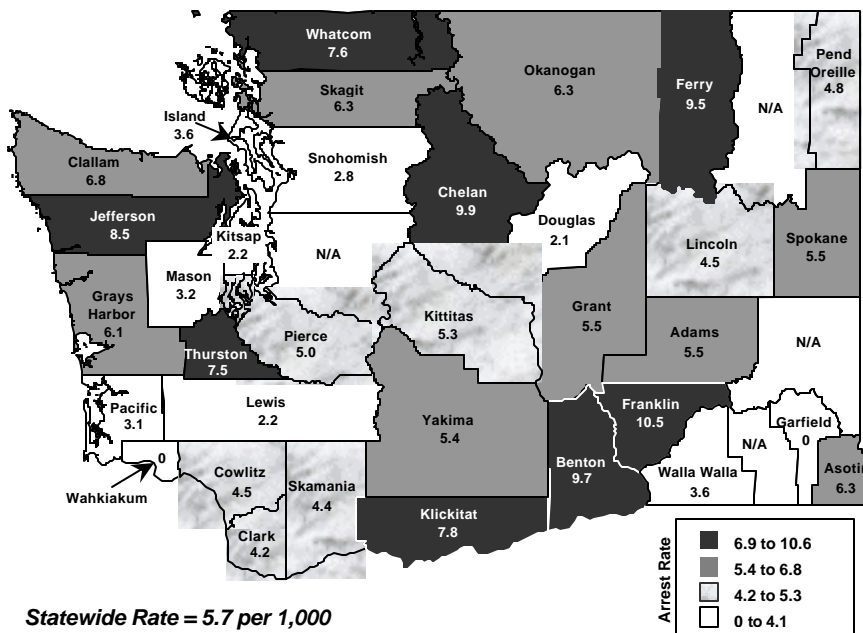 Whatcom
7.6
Okanogan
6.3
Ferry
9.5
Pend
Oreille
4.8
Skagit
6.3
N/A
Island
3.6
Snohomish
2.8
Clallam
6.8
Chelan
9.9
Jefferson
8.5
Douglas
2.1
Kitsap
2.2
N/A
Lincoln
4.5
Spokane
5.5
Mason
3.2
Grays
Harbor
6.1
Kittitas
5.3
Grant
5.5
Pierce
5.0
Adams
5.5
N/A
Thurston
7.5
Lewis
2.2
Pacific
3.1
Franklin
10.5
Yakima
5.4
Garfield
0
N/A
0
Wahkiakum
Cowlitz
4.5
Skamania
4.4
Benton
9.7
Walla Walla
3.6
Asotin
6.3
Klickitat
7.8
Clark
4.2
Arrest Rate
6.9 to 10.6
5.4 to 6.8
4.2 to 5.3
0 to 4.1
Statewide Rate = 5.7 per 1,000